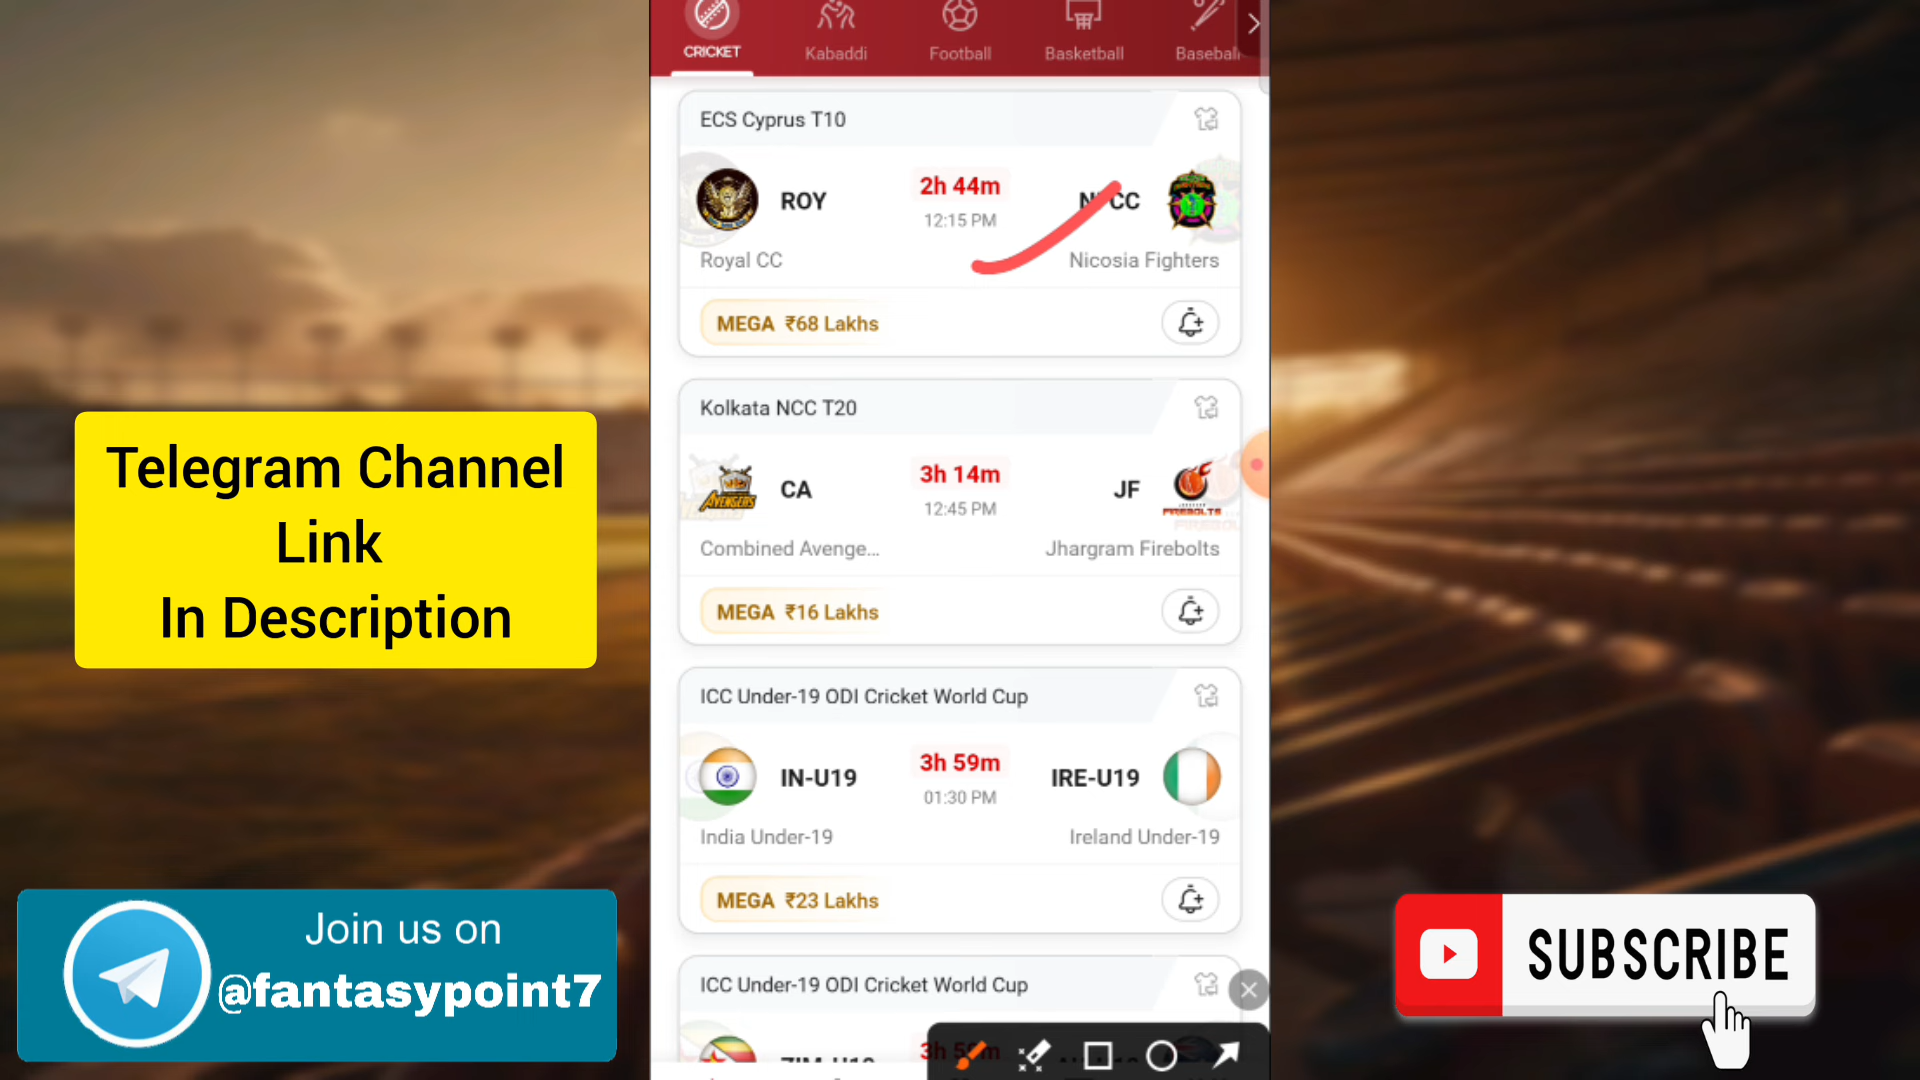 CRICKET
Kabaddi
Football
Basketball
Baseball
ECS Cyprus T10
ROY
2h 44m
12:15 PM
Royal CC
Nicosia Fighters
MEGA ₹68 Lakhs
Kolkata NCC T20
AVENGERS
CA
3h 14m
12:45 PM
JF
FIREBOLTS
Combined Avenge...
Jhargram Firebolts
MEGA ₹16 Lakhs
ICC Under-19 ODI Cricket World Cup
IN-U19
3h 59m
01:30 PM
IRE-U19
India Under-19
Ireland Under-19
MEGA ₹23 Lakhs
ICC Under-19 ODI Cricket World Cup
ZIM-U19
Telegram Channel
Link
In Description
Join us on
@fantasypoint7
SUBSCRIBE